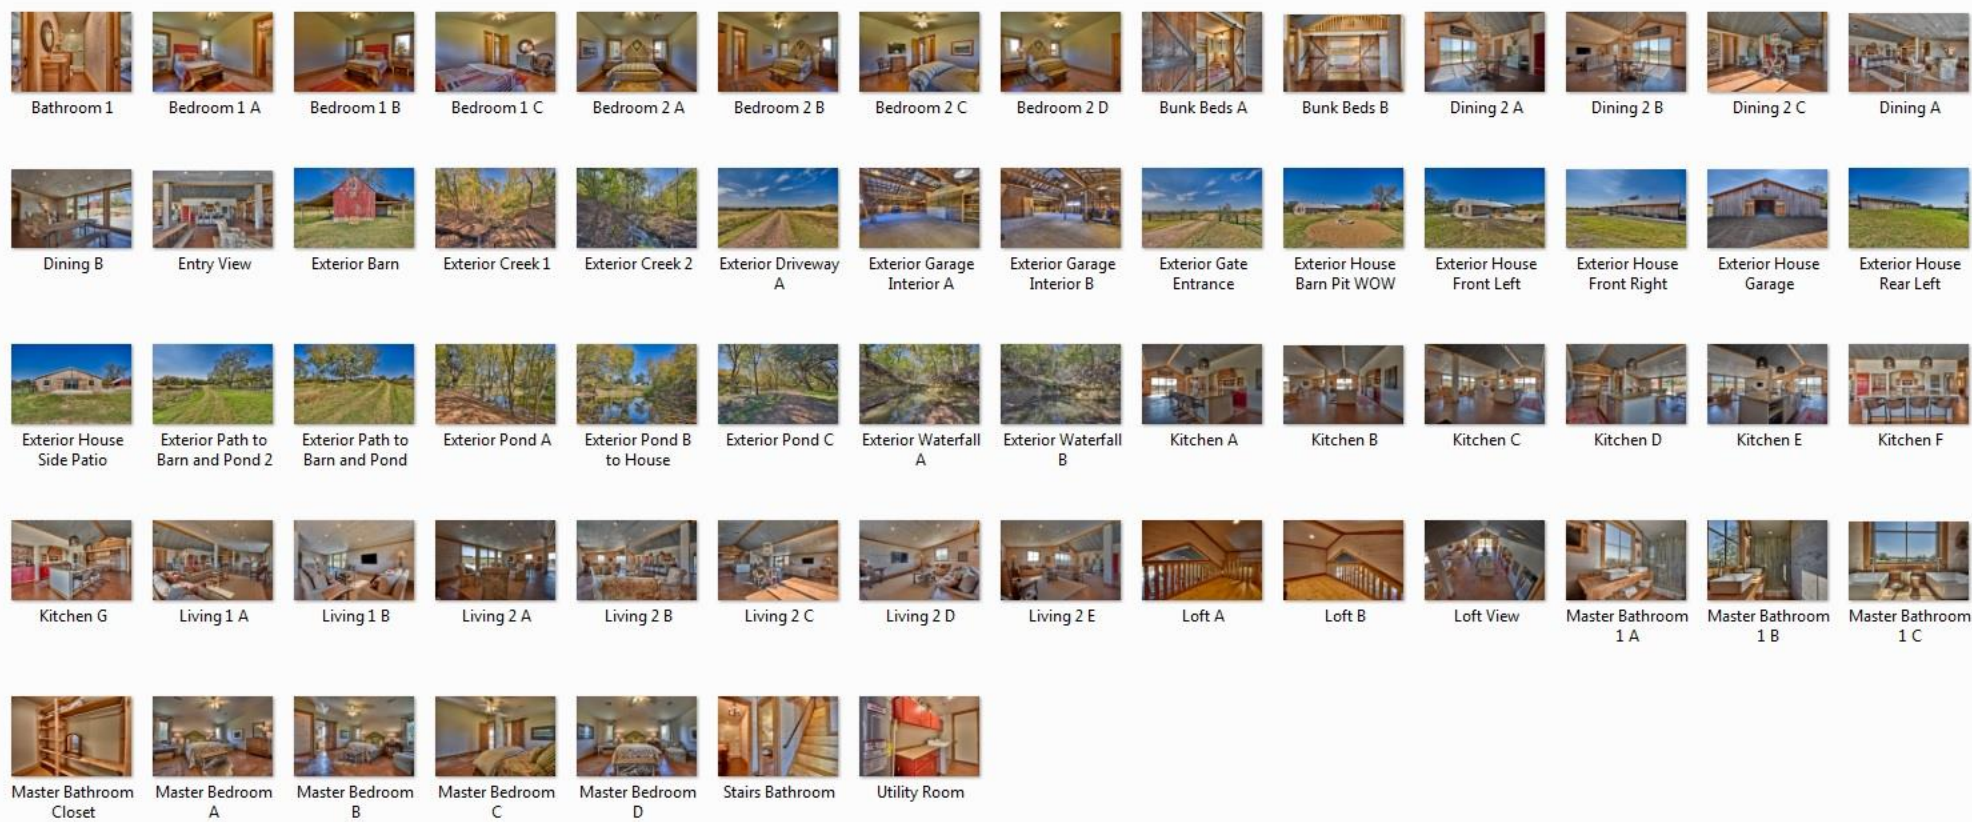 Bathroom 1
Bedroom 1 A
Bedroom 1 B
Bedroom 1 C
Bedroom 2 A
Bedroom 2 B
Bedroom 2 C
Bedroom 2 D
Bunk Beds A
Bunk Beds B
Dining 2 A
Dining 2 B
Dining 2 C
Dining A
Dining B
Entry View
Exterior Barn
Exterior Creek 1
Exterior Creek 2
Exterior Driveway
A
Exterior Garage
Interior A
Exterior Garage
Interior B
Exterior Gate
Entrance
Exterior House
Barn Pit WOW
Exterior House
Front Left
Exterior House
Front Right
Exterior House
Garage
Exterior House
Rear Left
Exterior House
Side Patio
Exterior Path to
Barn and Pond 2
Exterior Path to
Barn and Pond
Exterior Pond A
Exterior Pond B
to House
Exterior Pond C
Exterior Waterfall
A
Exterior Waterfall
B
Kitchen A
Kitchen B
Kitchen C
Kitchen D
Kitchen E
Kitchen F
Kitchen G
Living 1 A
Living 1 B
Living 2 A
Living 2 B
Living 2 C
Living 2 D
Living 2 E
Loft A
Loft B
Loft View
Master Bathroom
1 A
Master Bathroom
1 B
Master Bathroom
1 C
Master Bathroom
Closet
Master Bedroom
A
Master Bedroom
B
Master Bedroom
C
Master Bedroom
D
Stairs Bathroom
Utility Room